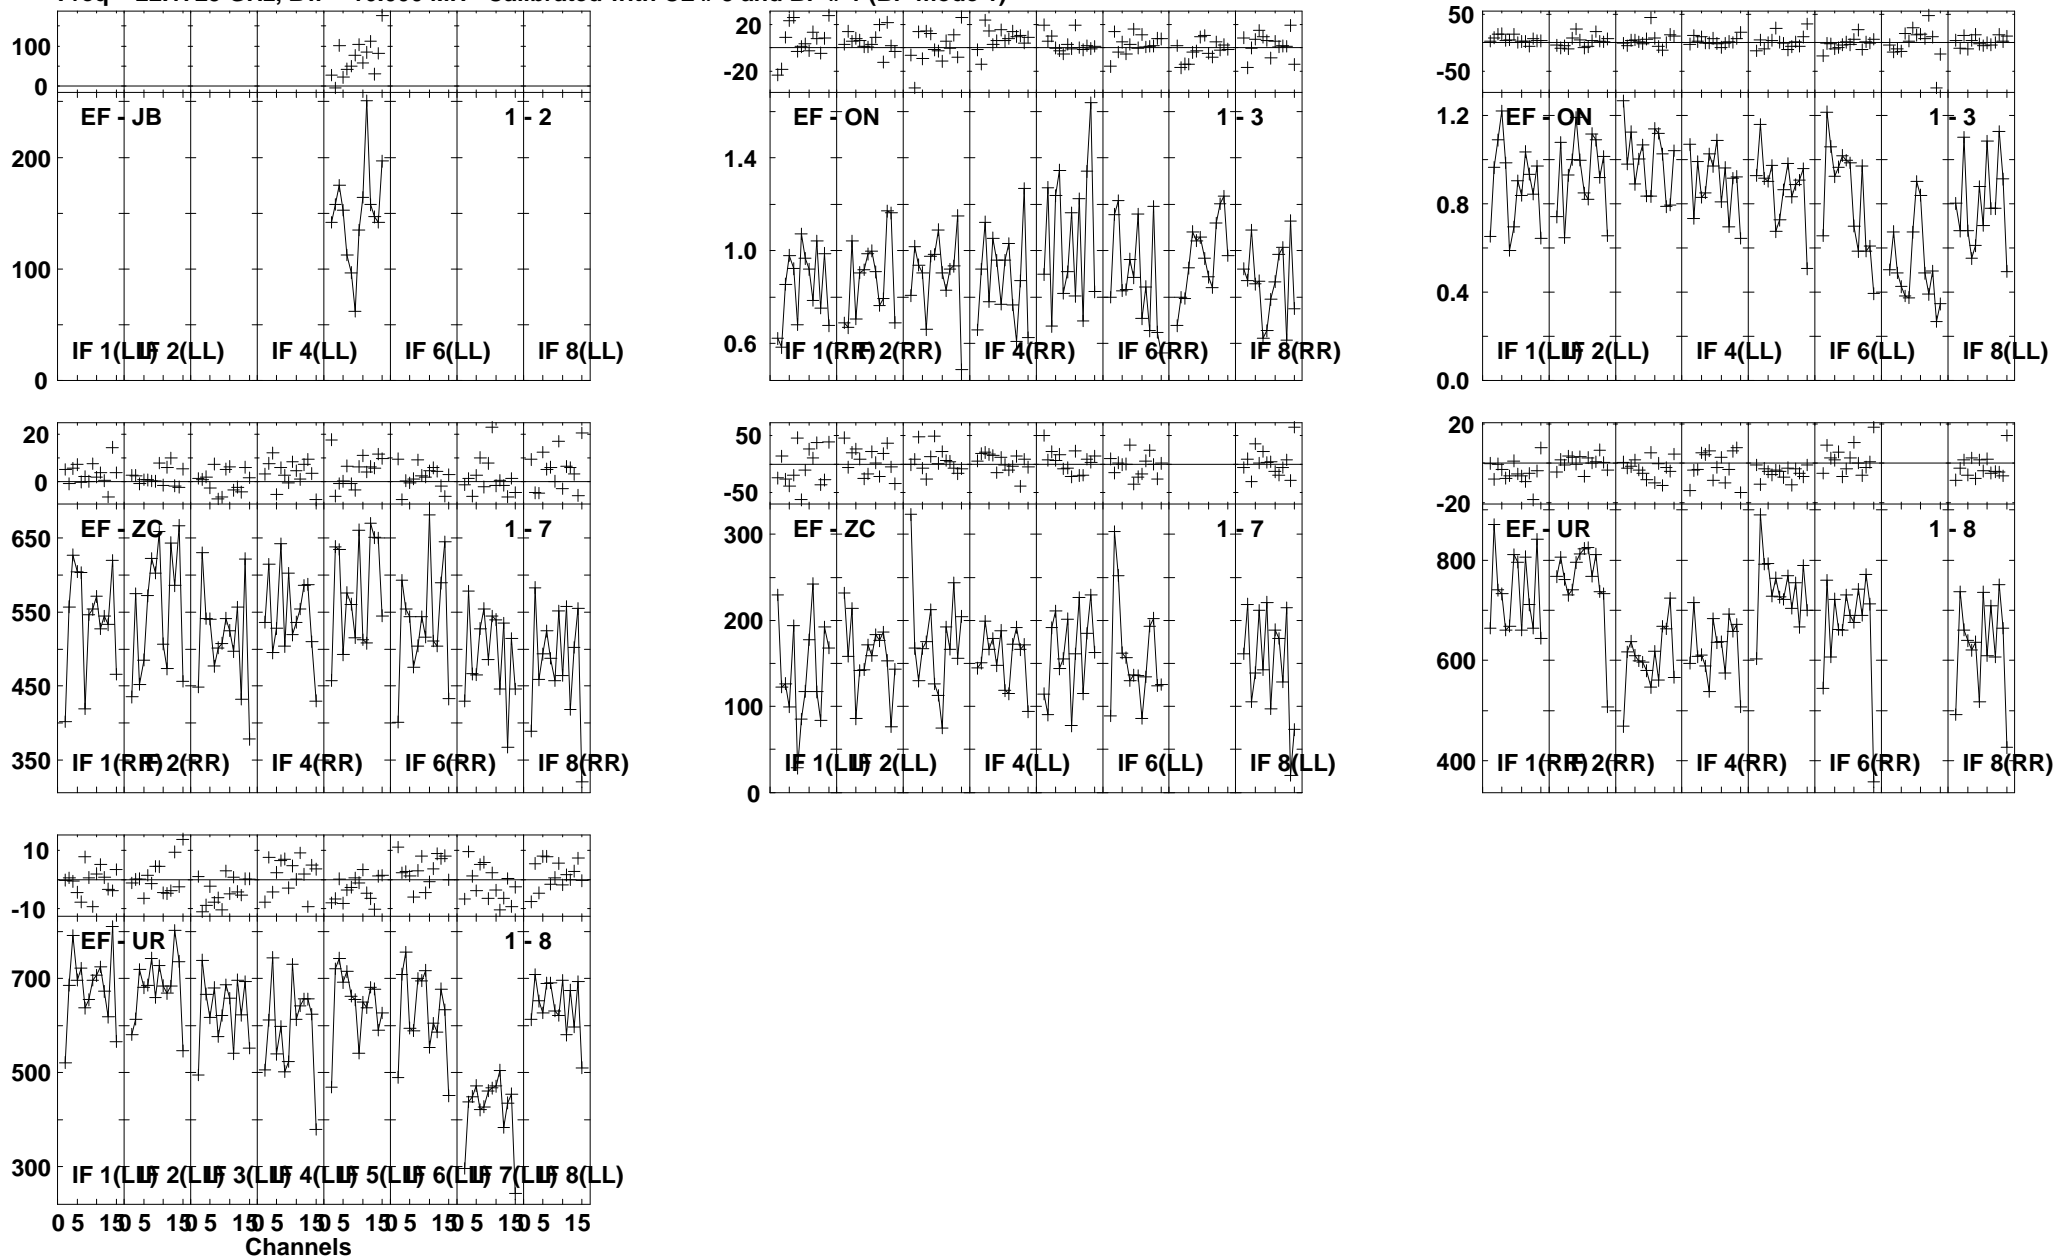 100
0
EF - JB 1 - 2
200
100
0
IF 1(LL) IF 2(LL) IF 4(LL) IF 6(LL) IF 8(LL)
20
-20
EF - ON 1 - 3
1.4
1.0
0.6
IF 1(RR) IF 2(RR) IF 4(RR) IF 6(RR) IF 8(RR)
50
-50
EF - ON 1 - 3
1.2
0.8
0.4
0.0
IF 1(LL) IF 2(LL) IF 4(LL) IF 6(LL) IF 8(LL)
20
0
EF - ZC 1 - 7
650
550
450
350
IF 1(RR) IF 2(RR) IF 4(RR) IF 6(RR) IF 8(RR)
50
-50
EF - ZC 1 - 7
300
200
100
0
IF 1(LL) IF 2(LL) IF 4(LL) IF 6(LL) IF 8(LL)
20
0
-20
EF - UR 1 - 8
800
600
400
IF 1(RR) IF 2(RR) IF 4(RR) IF 6(RR) IF 8(RR)
10
-10
EF - UR 1 - 8
700
500
300
IF 1(LL) IF 2(LL) IF 3(LL) IF 4(LL) IF 5(LL) IF 6(LL) IF 7(LL) IF 8(LL)
0 5 15 0 5 15 0 5 15 0 5 15 0 5 15 0 5 15 0 5 15 0 5 15
Channels